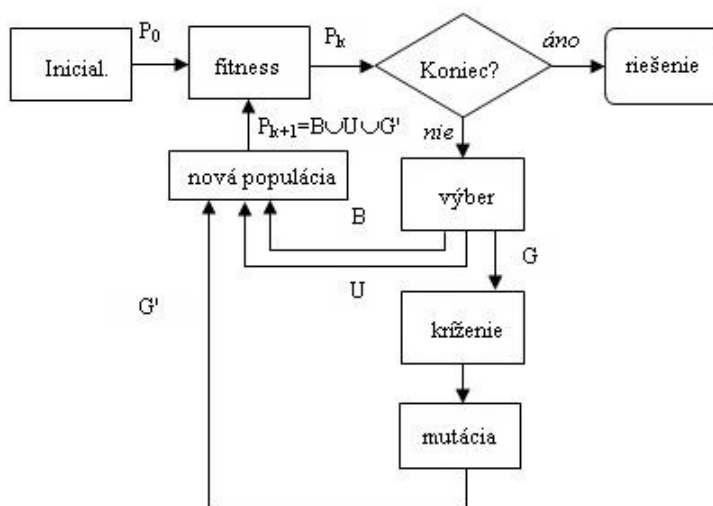 Inicial.
P₀
fitness
Pₖ
Koniec?
áno
riešenie
nie
Pₖ₊₁=B∪U∪G'
nová populácia
výber
B
U
G
G'
kríženie
mutácia